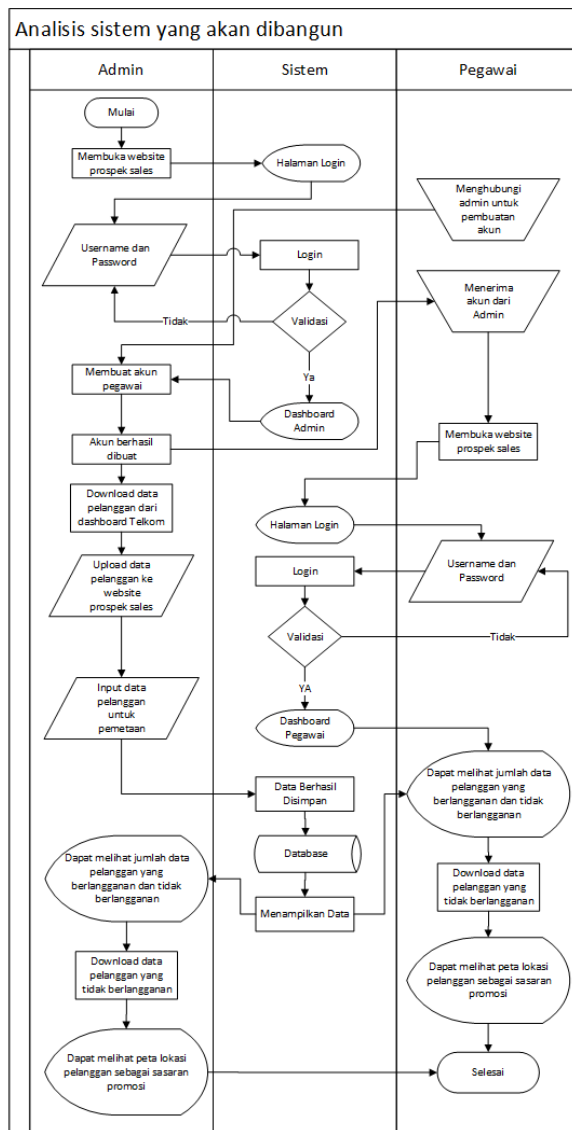 Analisis sistem yang akan dibangun
Admin
Sistem
Pegawai
Mulai
Membuka website
prospek sales
Halaman Login
Menghubungi
admin untuk
pembuatan
akun
Username dan
Password
Login
Menerima
akun dari
Admin
Tidak
Validasi
Ya
Membuat akun
pegawai
Dashboard
Admin
Akun berhasil
dibuat
Membuka website
prospek sales
Download data
pelanggan dari
dashboard Telkom
Halaman Login
Username dan
Password
Upload data
pelanggan ke
website
prospek sales
Login
Validasi
Tidak
YA
Input data
pelanggan
untuk
pemetaan
Dashboard
Pegawai
Dapat melihat jumlah data
pelanggan yang
berlangganan dan tidak
berlangganan
Data Berhasil
Disimpan
Database
Dapat melihat jumlah data
pelanggan yang
berlangganan dan tidak
berlangganan
Download data
pelanggan yang
tidak berlangganan
Menampilkan Data
Download data
pelanggan yang
tidak berlangganan
Dapat melihat peta lokasi
pelanggan sebagai sasaran
promosi
Dapat melihat peta lokasi
pelanggan sebagai sasaran
promosi
Selesai